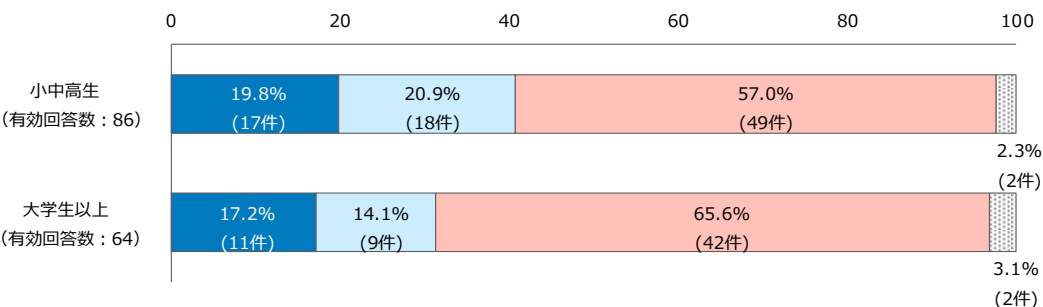 0 20 40 60 80 100
小中高生
(有効回答数：86)
19.8% 20.9% 57.0%
(17件) (18件) (49件)
2.3%
(2件)
大学生以上
(有効回答数：64)
17.2% 14.1% 65.6%
(11件) (9件) (42件)
3.1%
(2件)